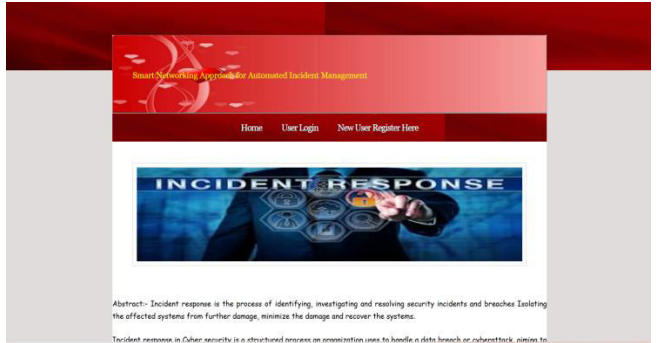 Smart Networking Approach for Automated Incident Management
Home User Login New User Register Here
INCIDENT RESPONSE
Abstract:- Incident response is the process of identifying, investigating and resolving security incidents and breaches Isolating
the affected systems from further damage, minimize the damage and recover the systems.
Incident response in Cyber security is a structured process an organization uses to handle a data breach or cyberattack, aiming to